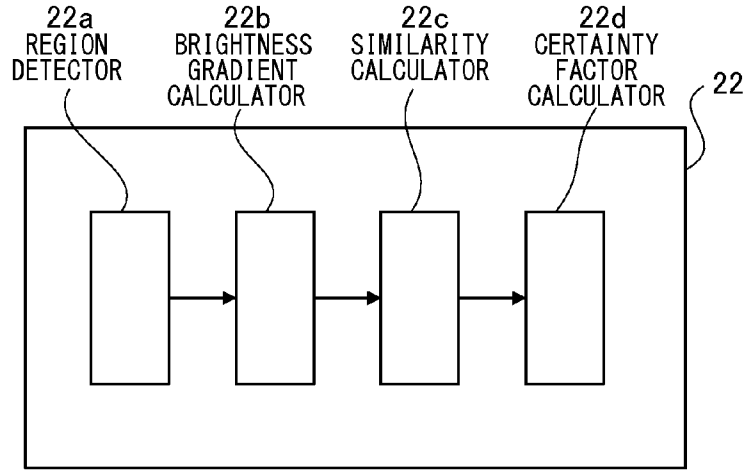 22a
REGION
DETECTOR
22b
BRIGHTNESS
GRADIENT
CALCULATOR
22c
SIMILARITY
CALCULATOR
22d
CERTAINTY
FACTOR
CALCULATOR
22